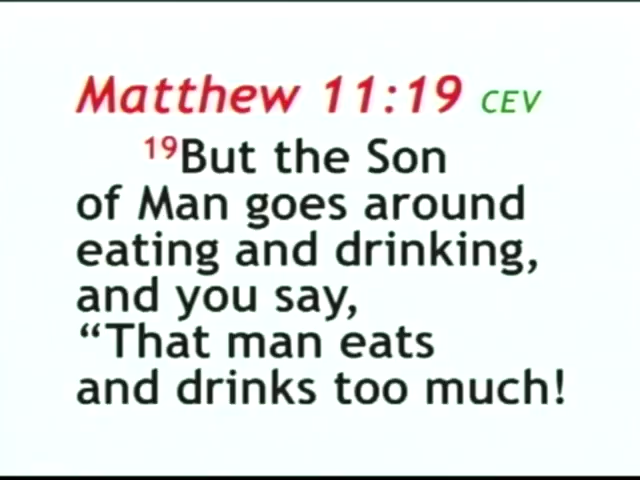 Matthew 11:19 CEV
19But the Son
of Man goes around
eating and drinking,
and you say,
“That man eats
and drinks too much!